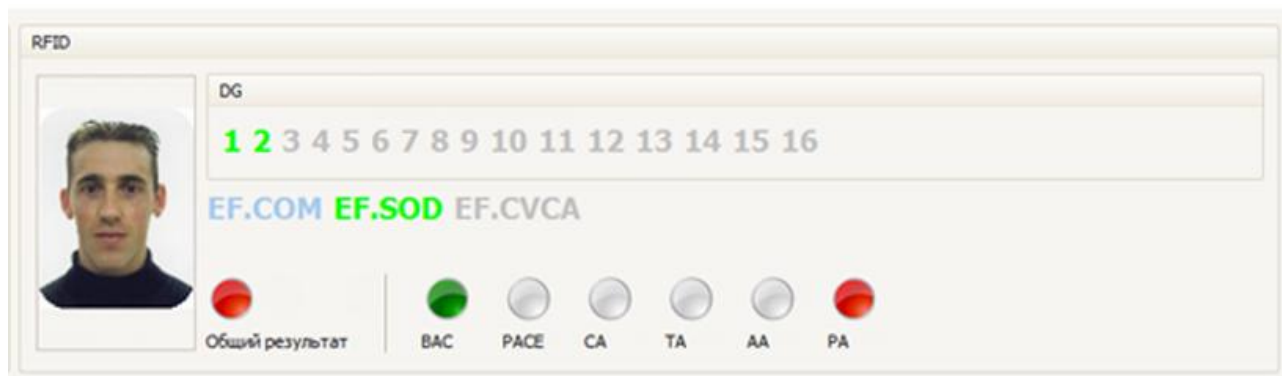 RFID
DG
1 2 3 4 5 6 7 8 9 10 11 12 13 14 15 16
EF.COM EF.SOD EF.CVCA
Общий результат BAC PACE CA TA AA PA